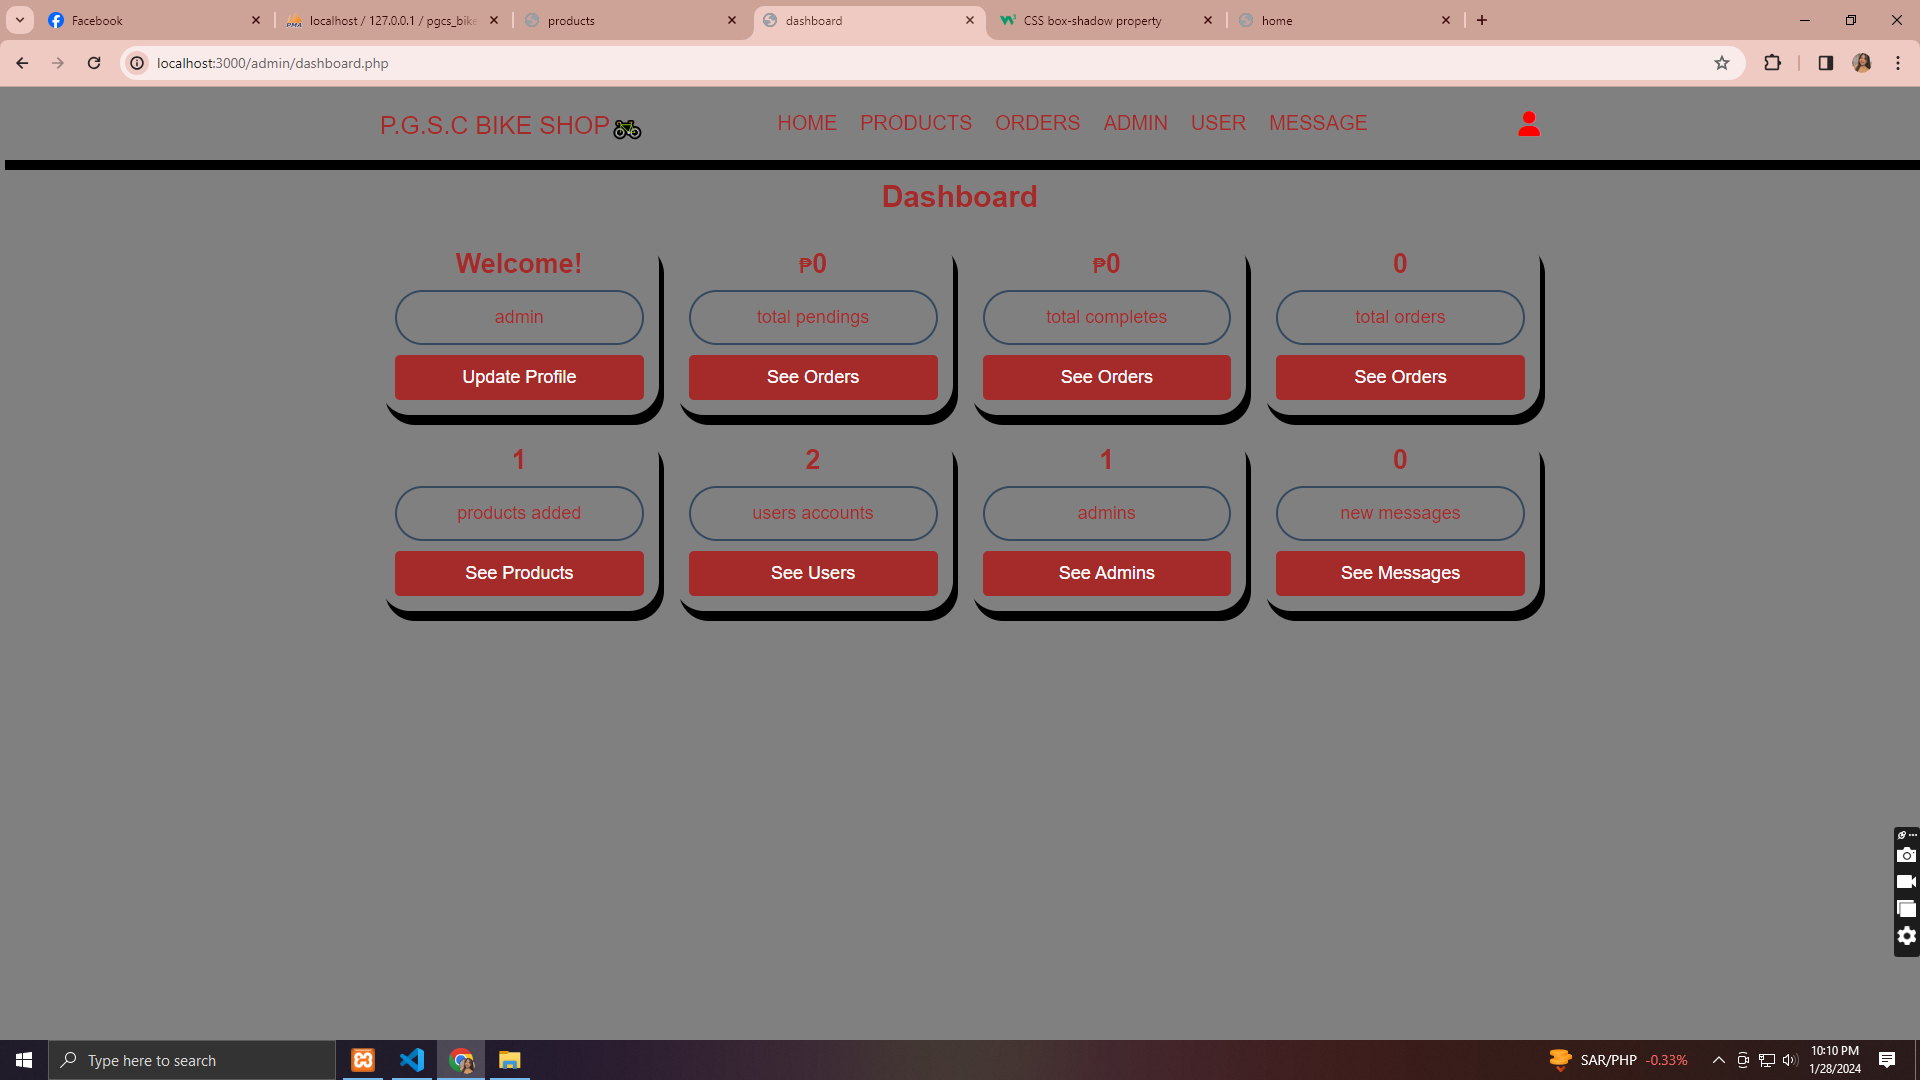 Facebook
localhost / 127.0.0.1 / pgcs_bike
products
dashboard
CSS box-shadow property
home
localhost:3000/admin/dashboard.php
P.G.S.C BIKE SHOP
HOME PRODUCTS ORDERS ADMIN USER MESSAGE
Dashboard
Welcome!
admin
Update Profile
₱0
total pendings
See Orders
₱0
total completes
See Orders
0
total orders
See Orders
1
products added
See Products
2
users accounts
See Users
1
admins
See Admins
0
new messages
See Messages
Type here to search
SAR/PHP -0.33%
10:10 PM
1/28/2024